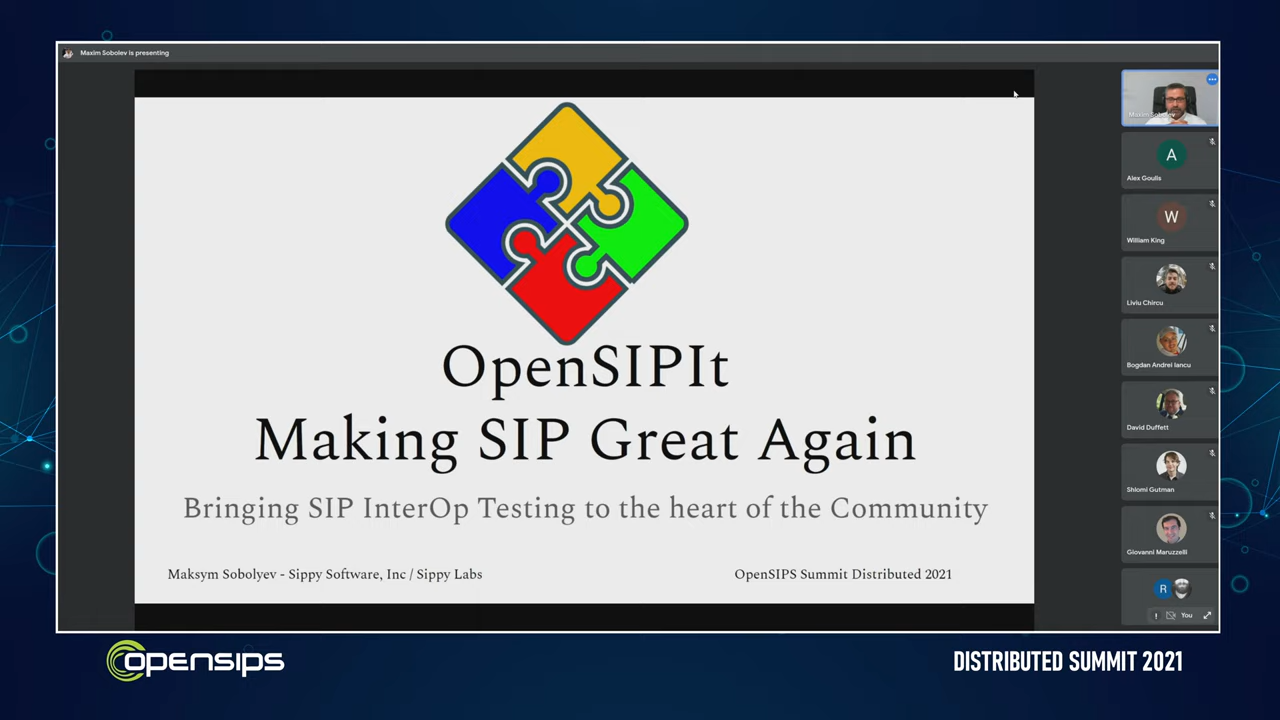 Maxim Sobolev is presenting
OpenSIPIt
Making SIP Great Again
Bringing SIP InterOp Testing to the heart of the Community
Maksym Sobolyev - Sippy Software, Inc / Sippy Labs
OpenSIPS Summit Distributed 2021
Maxim Sobolev
A
Alex Goulis
W
William King
Liviu Chircu
Bogdan Andrei Iancu
David Duffett
Shlomi Gutman
Giovanni Maruzzelli
R
You
opensips
DISTRIBUTED SUMMIT 2021